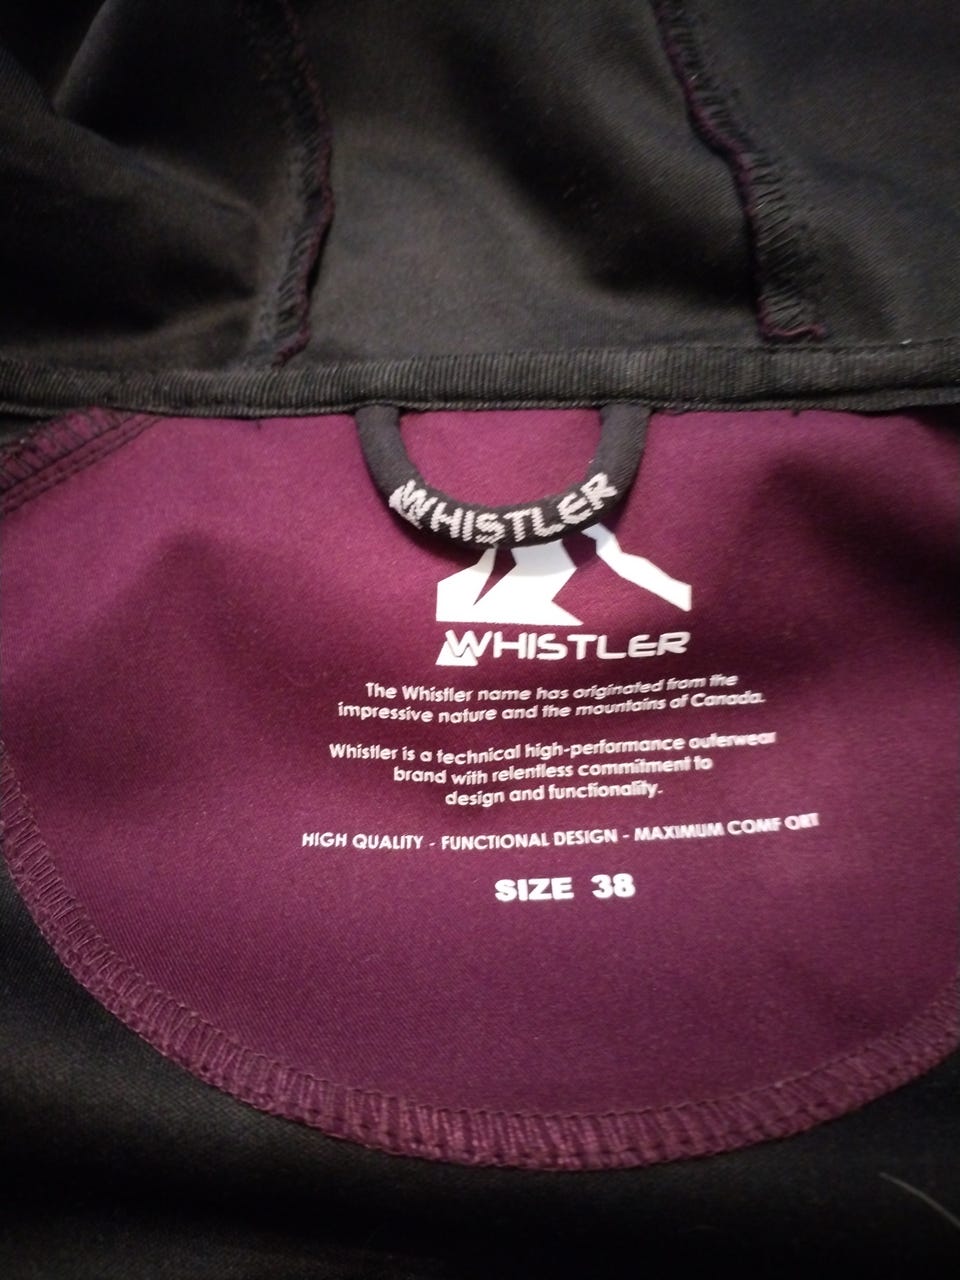 WHISTLER
WHISTLER
The Whistler name has originated from the
impressive nature and the mountains of Canada.
Whistler is a technical high-performance outerwear
brand with relentless commitment to
design and functionality.
HIGH QUALITY - FUNCTIONAL DESIGN - MAXIMUM COMF ORT
SIZE 38